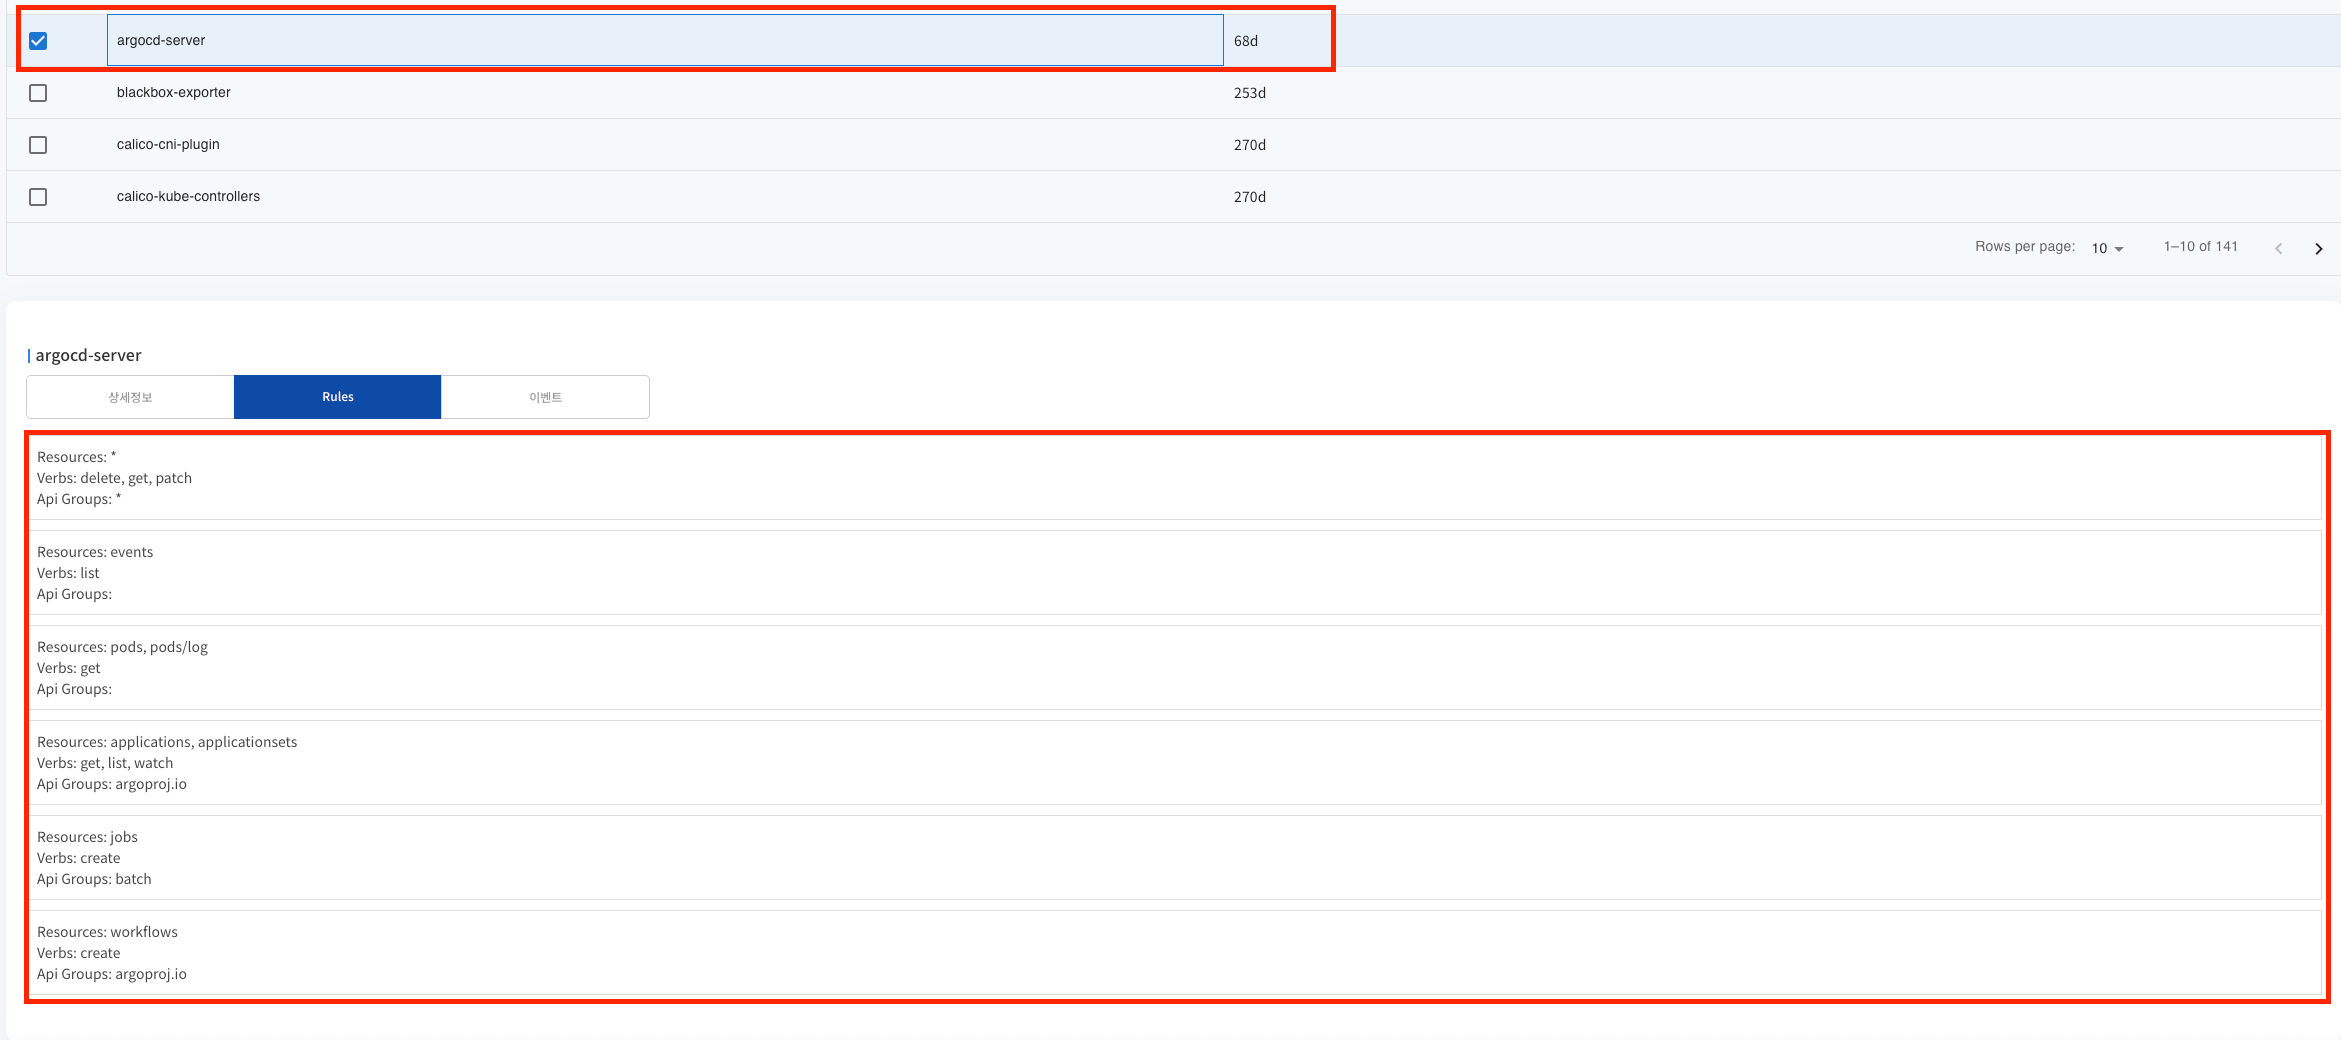 argocd-server 68d
blackbox-exporter 253d
calico-cni-plugin 270d
calico-kube-controllers 270d
Rows per page: 10 1–10 of 141
argocd-server
상세정보 Rules 이벤트
Resources: *
Verbs: delete, get, patch
Api Groups: *
Resources: events
Verbs: list
Api Groups:
Resources: pods, pods/log
Verbs: get
Api Groups:
Resources: applications, applicationsets
Verbs: get, list, watch
Api Groups: argoproj.io
Resources: jobs
Verbs: create
Api Groups: batch
Resources: workflows
Verbs: create
Api Groups: argoproj.io